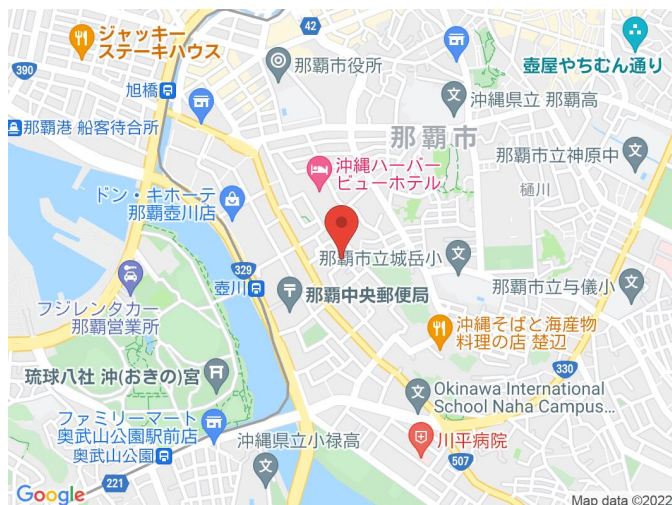 ジャッキー
ステーキハウス
42
那覇市役所
壺屋やちむん通り
390
旭橋
沖縄県立 那覇高
那覇港 船客待合所
那覇市
那覇市立神原中
沖縄ハーバー
ビューホテル
樋川
ドン・キホーテ
那覇壺川店
那覇市立城岳小
329
壺川
那覇市立与儀小
那覇中央郵便局
フジレンタカー
那覇営業所
沖縄そばと海産物
料理の店 楚辺
330
琉球八社 沖(おきの)宮
Okinawa International
School Naha Campus...
ファミリーマート
奥武山公園駅前店
奥武山公園
沖縄県立小禄高
川平病院
507
221
Google
Map data ©2022